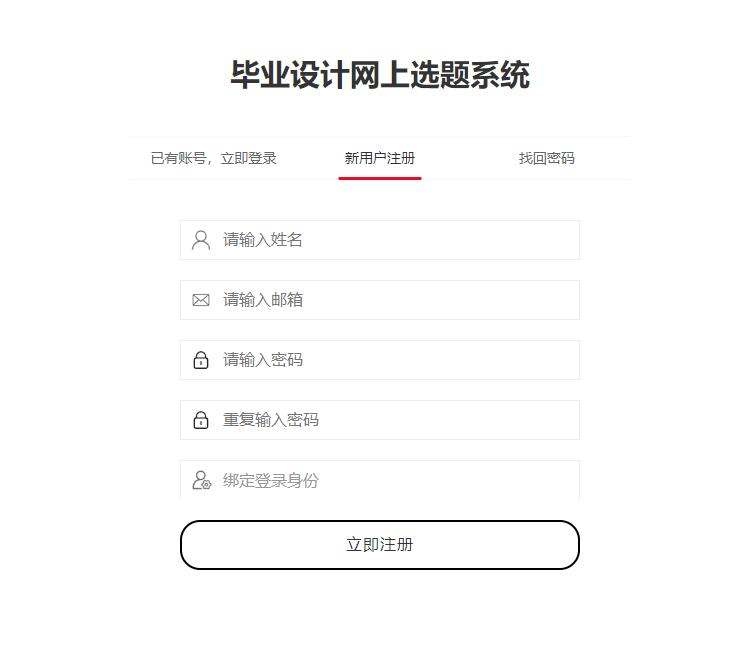 毕业设计网上选题系统
已有账号，立即登录 新用户注册 找回密码
请输入姓名
请输入邮箱
请输入密码
重复输入密码
绑定登录身份
立即注册